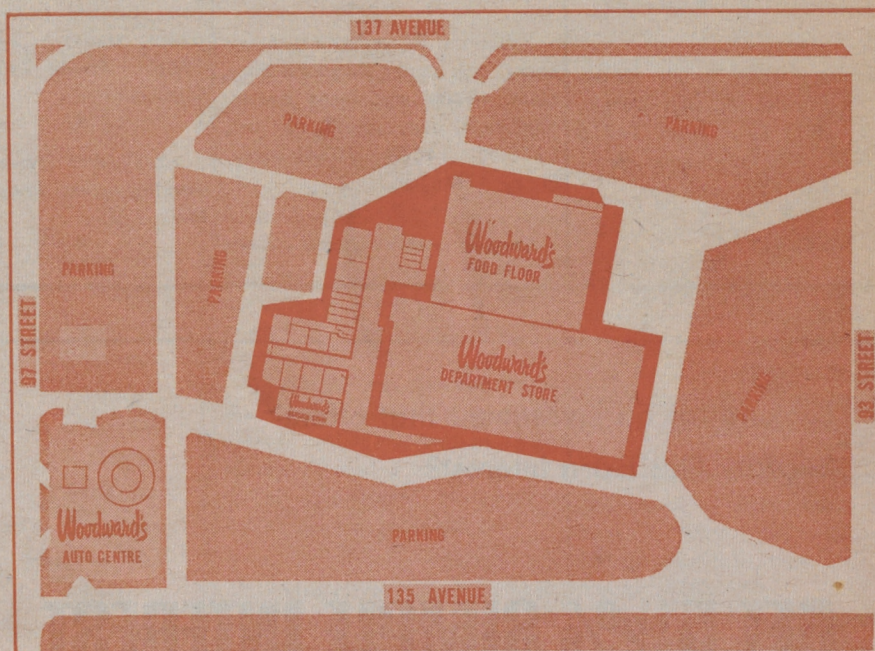 137 AVENUE
PARKING
PARKING
PARKING
PARKING
Woodward's
FOOD FLOOR
97 STREET
Woodward's
DEPARTMENT STORE
93 STREET
PARKING
Woodward's
Woodward's
AUTO CENTRE
PARKING
135 AVENUE